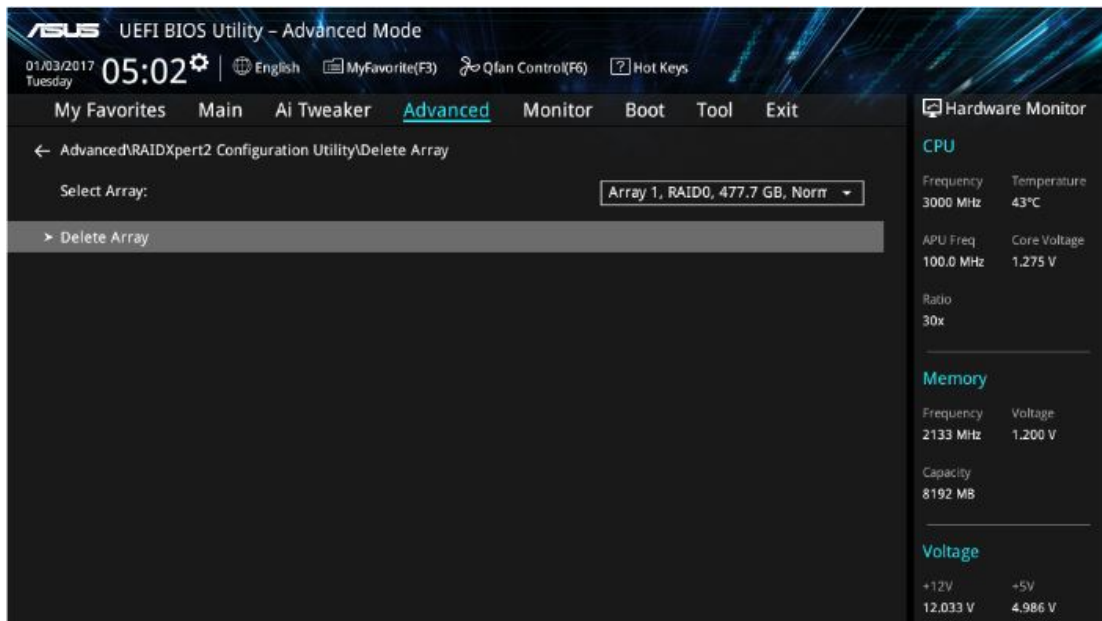 ASUS UEFI BIOS Utility – Advanced Mode
01/03/2017 Tuesday 05:02 English MyFavorite(F3) Qfan Control(F6) ? Hot Keys
My Favorites Main Ai Tweaker Advanced Monitor Boot Tool Exit
← Advanced\RAIDXpert2 Configuration Utility\Delete Array
Select Array: Array 1, RAID0, 477.7 GB, Norm
> Delete Array
Hardware Monitor
CPU
Frequency Temperature
3000 MHz 43°C
APU Freq Core Voltage
100.0 MHz 1.275 V
Ratio
30x
Memory
Frequency Voltage
2133 MHz 1.200 V
Capacity
8192 MB
Voltage
+12V +5V
12.033 V 4.986 V